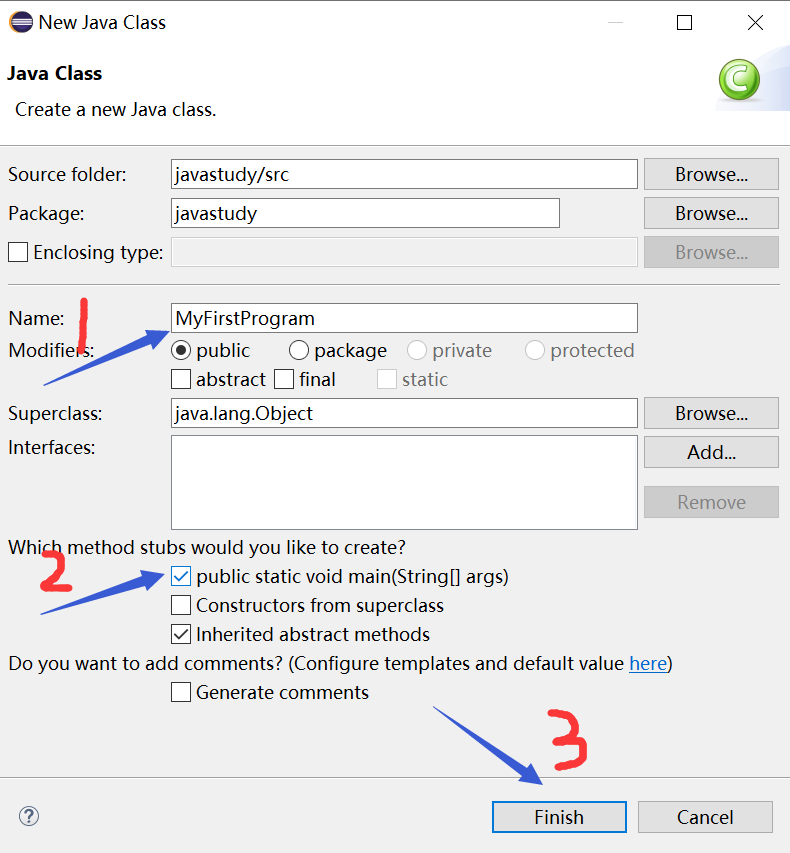 New Java Class
Java Class
Create a new Java class.
Source folder: javastudy/src Browse...
Package: javastudy Browse...
Enclosing type: Browse...
Name: MyFirstProgram
1
Modifiers: public package private protected
abstract final static
Superclass: java.lang.Object Browse...
Interfaces: Add...
Remove
Which method stubs would you like to create?
2
public static void main(String[] args)
Constructors from superclass
Inherited abstract methods
Do you want to add comments? (Configure templates and default value here)
Generate comments
3
? Finish Cancel